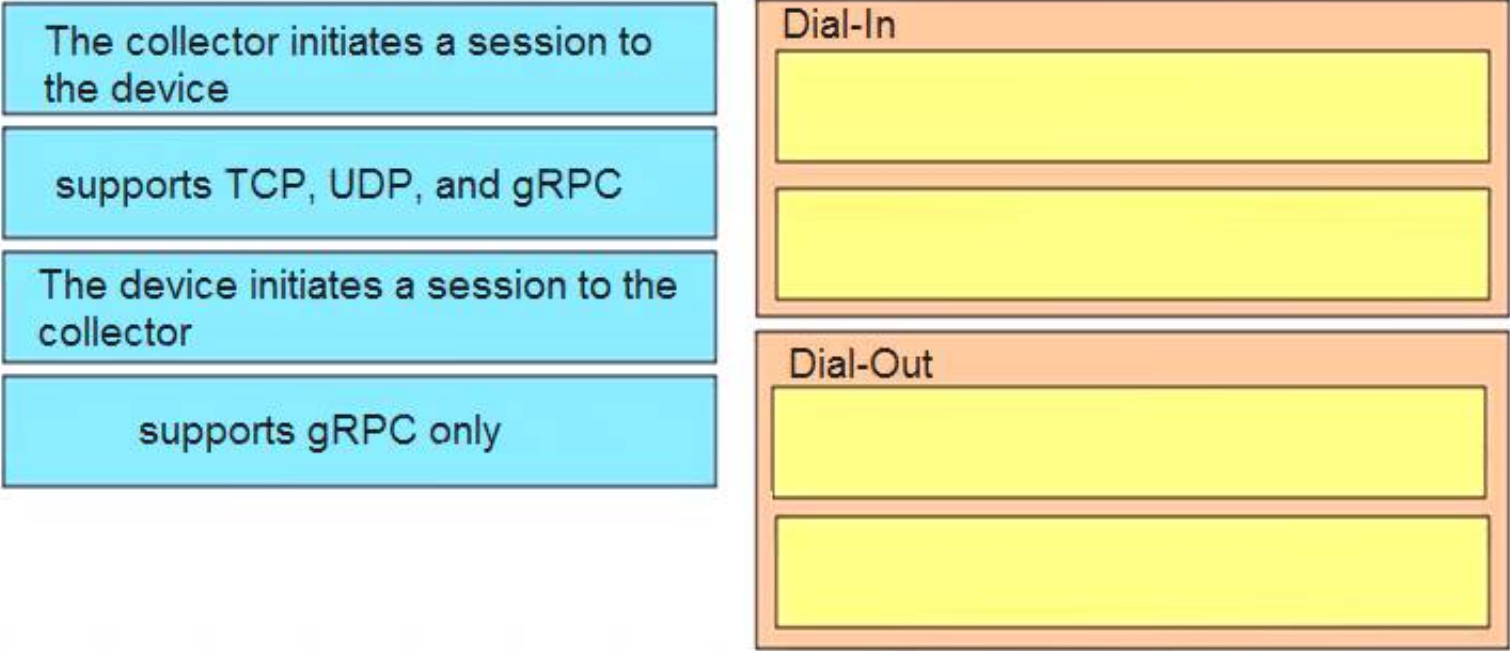 The collector initiates a session to
the device
supports TCP, UDP, and gRPC
The device initiates a session to the
collector
supports gRPC only
Dial-In
Dial-Out